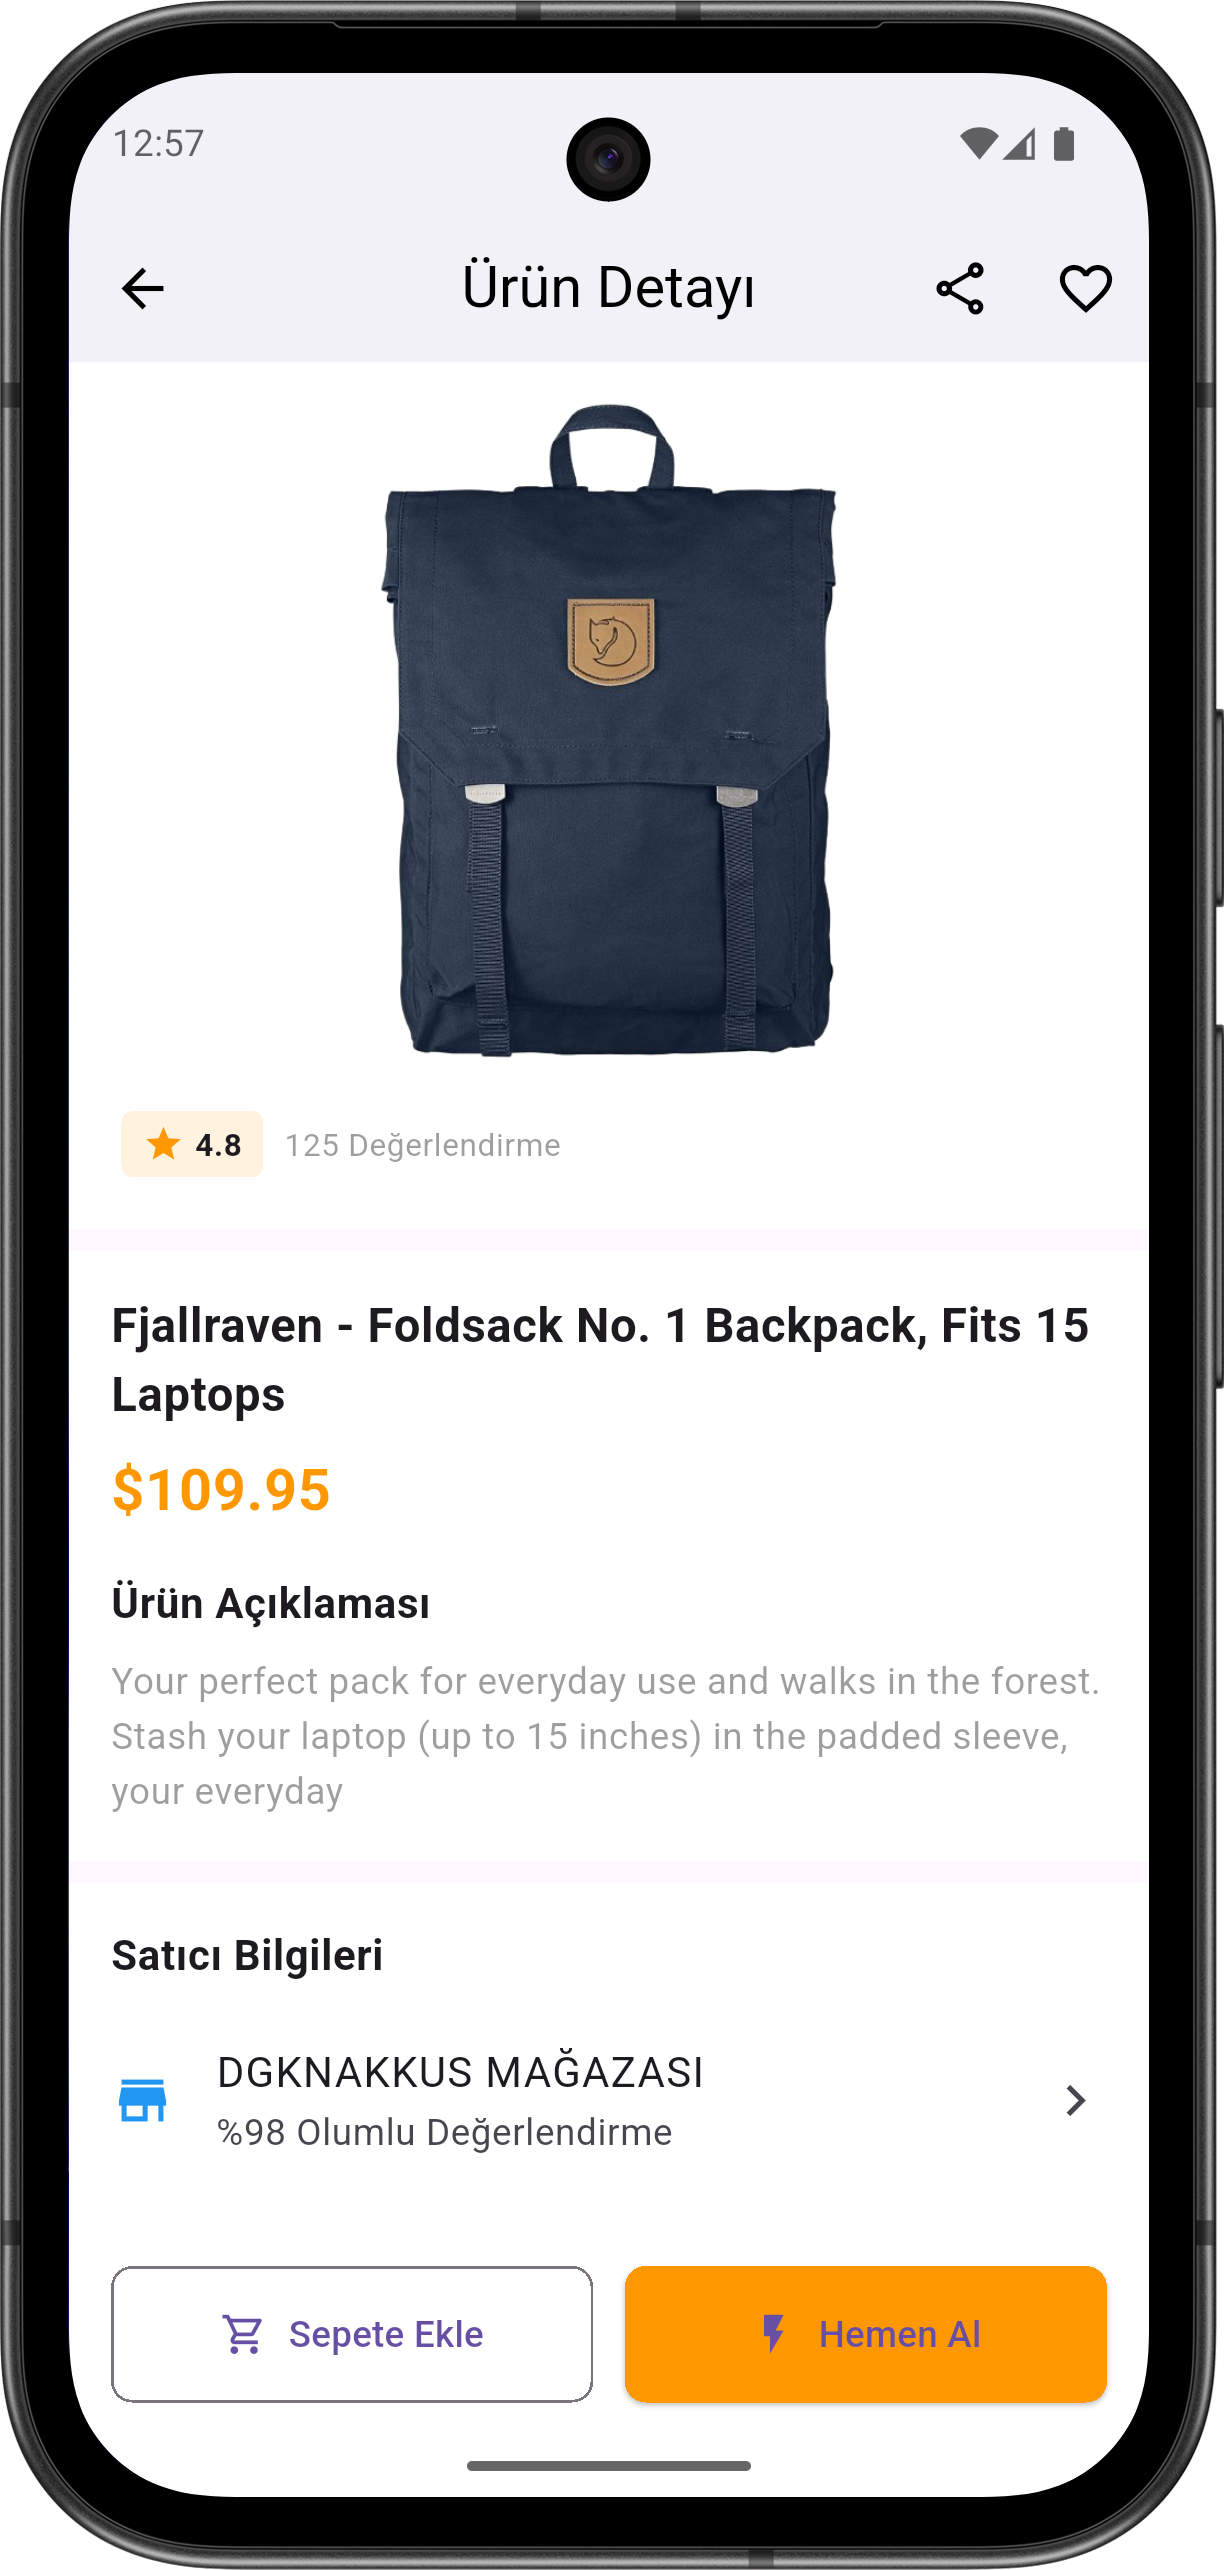 12:57
Ürün Detayı
4.8
125 Değerlendirme
Fjallraven - Foldsack No. 1 Backpack, Fits 15
Laptops
$109.95
Ürün Açıklaması
Your perfect pack for everyday use and walks in the forest.
Stash your laptop (up to 15 inches) in the padded sleeve,
your everyday
Satıcı Bilgileri
DGKNAKKUS MAĞAZASI
%98 Olumlu Değerlendirme
Sepete Ekle
Hemen Al